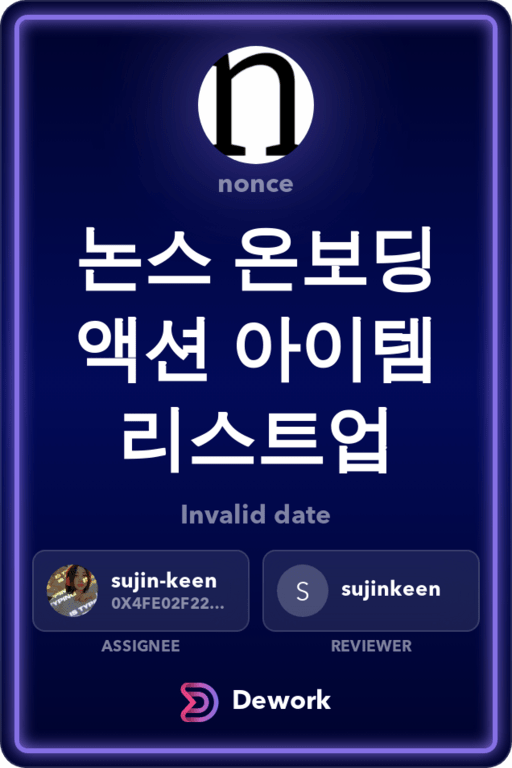 n
nonce
논스 온보딩
액션 아이템
리스트업
Invalid date
sujin-keen
0X4FE02F22...
ASSIGNEE
S
sujinkeen
REVIEWER
Dework